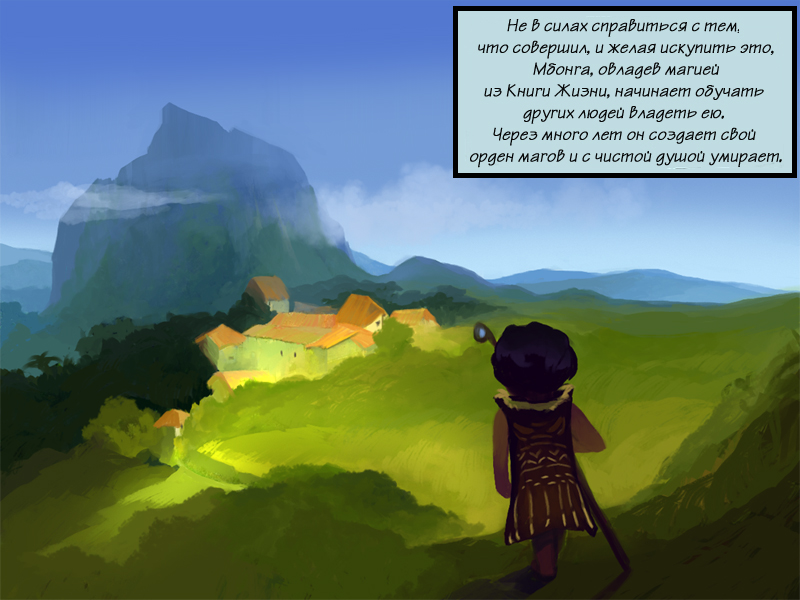 Не в силах справиться с тем,
что совершил, и желая искупить это,
Мбонга, овладев магией
из Книги Жизни, начинает обучать
других людей владеть ею.
Через много лет он создает свой
орден магов и с чистой душой умирает.